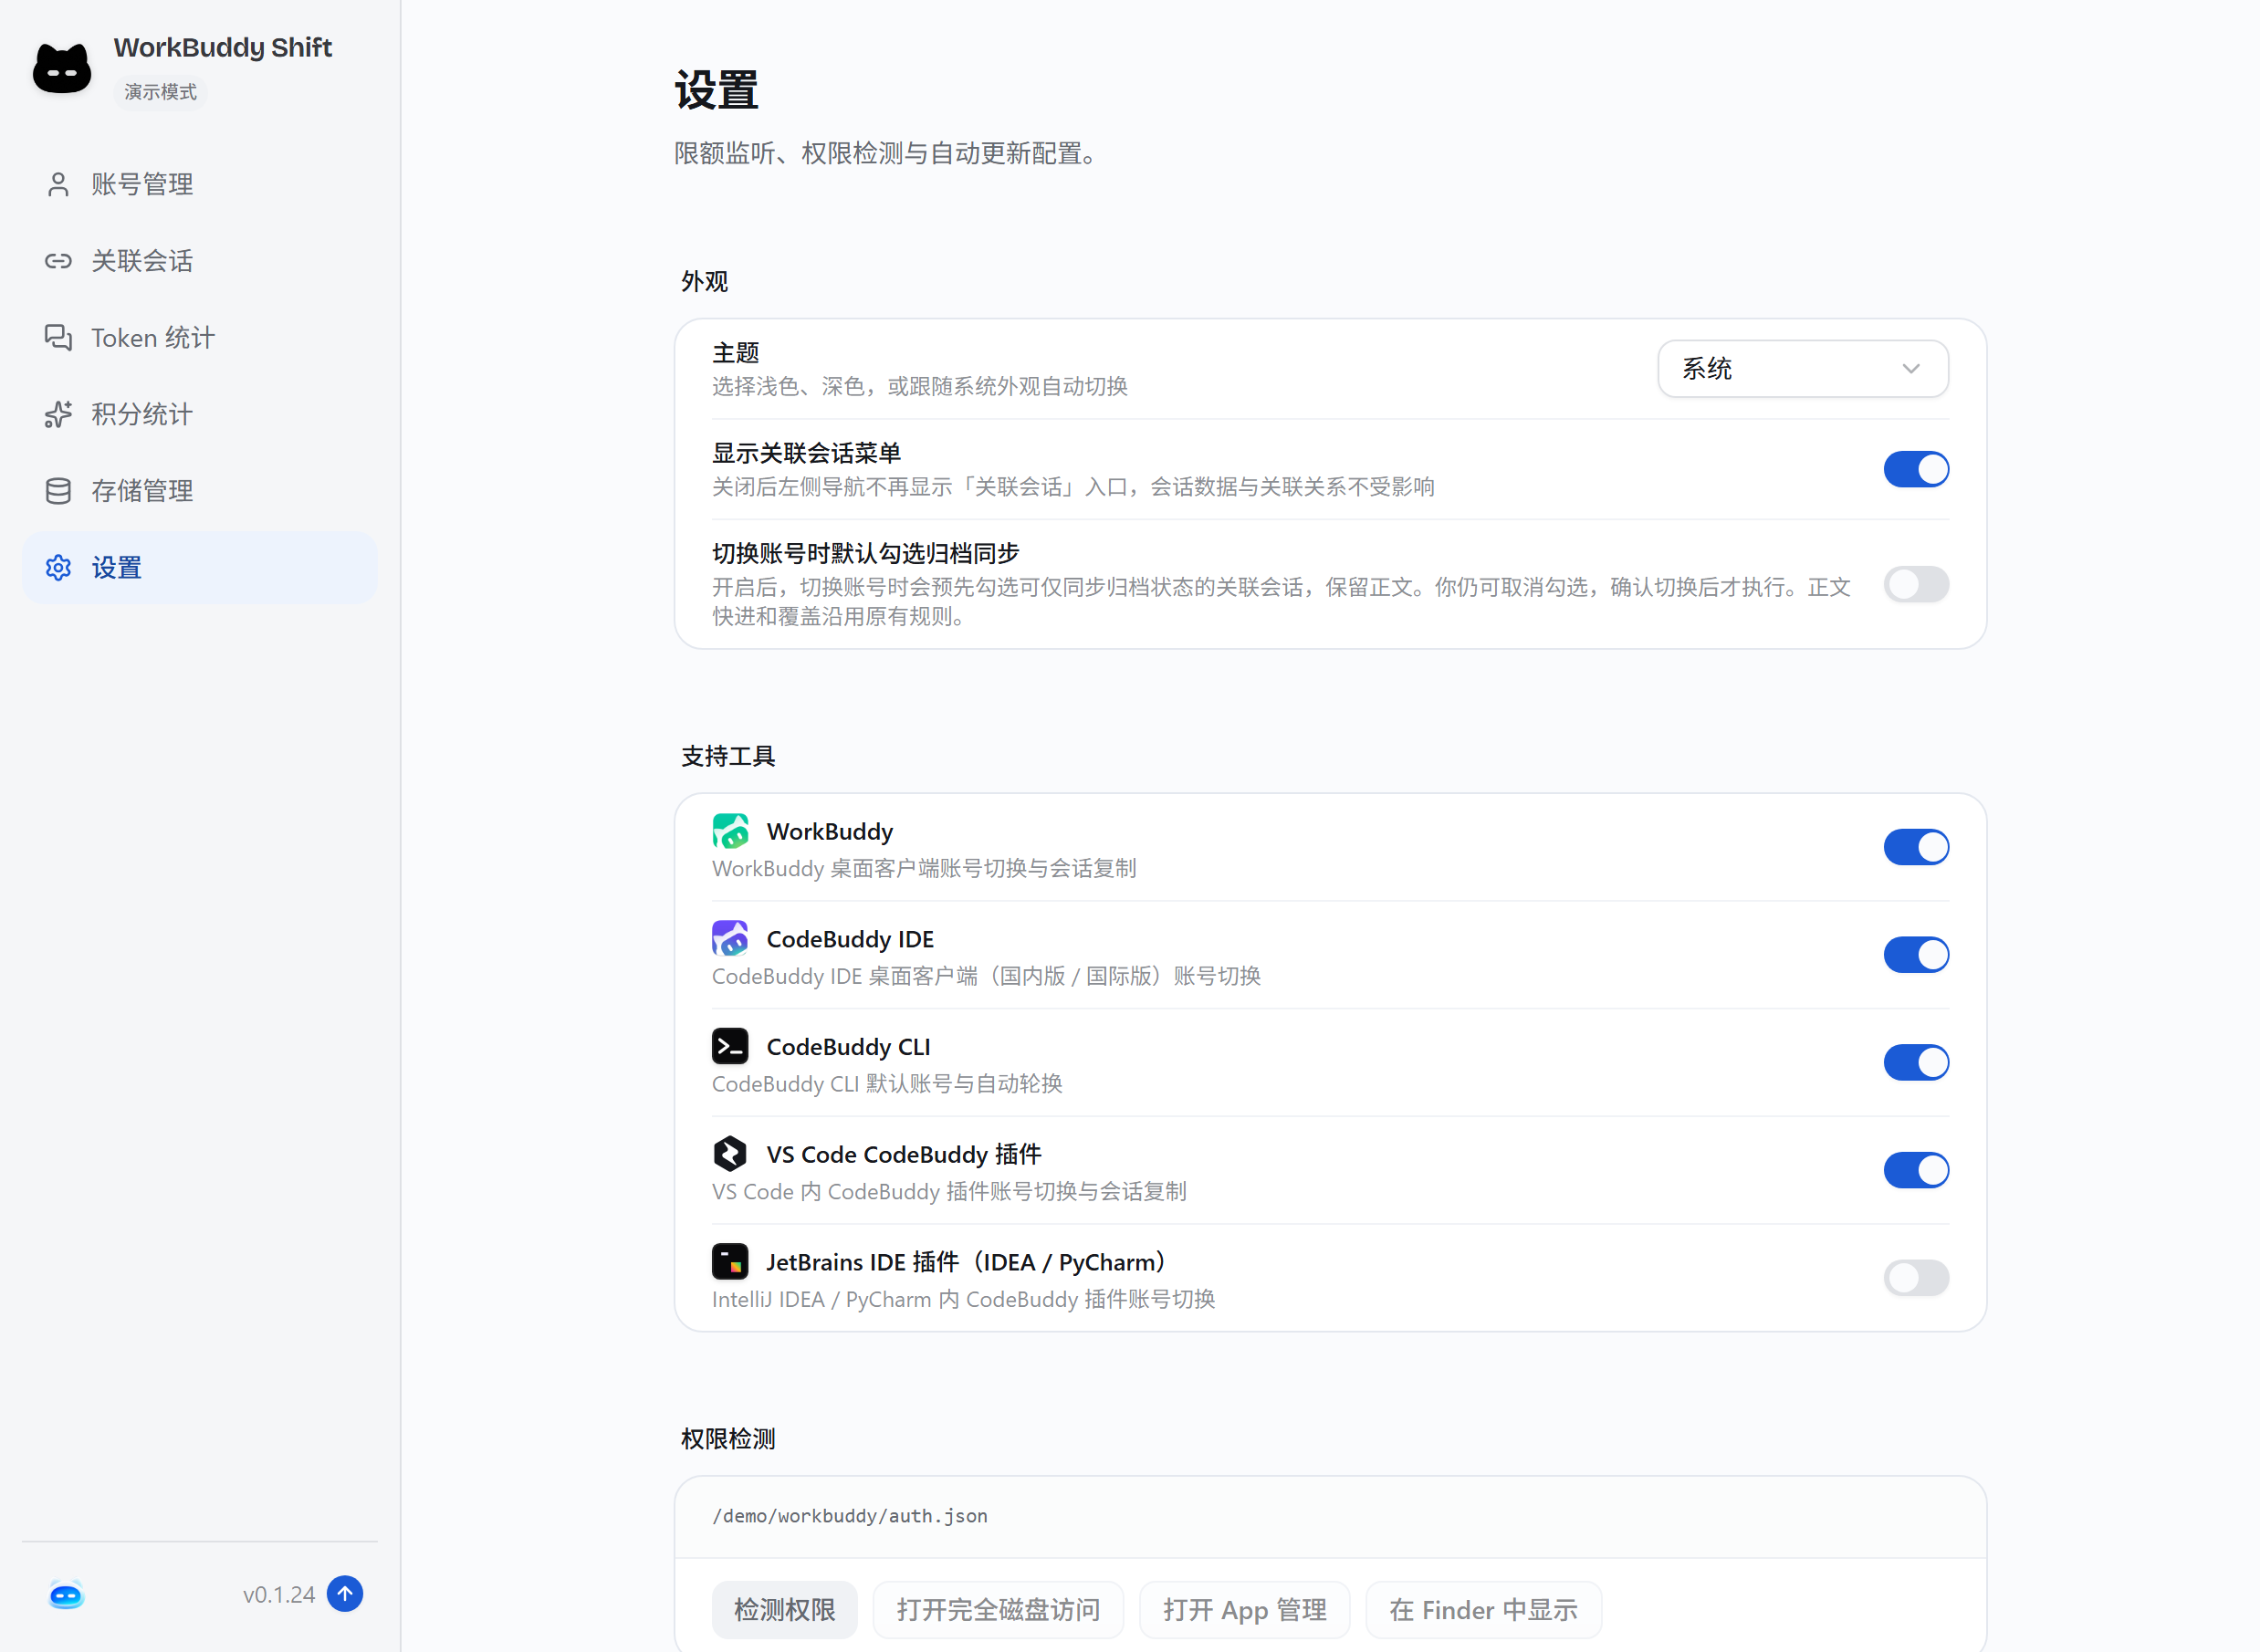 WorkBuddy Shift
演示模式
账号管理
关联会话
Token 统计
积分统计
存储管理
设置
v0.1.24
设置
限额监听、权限检测与自动更新配置。
外观
主题
选择浅色、深色，或跟随系统外观自动切换
系统
显示关联会话菜单
关闭后左侧导航不再显示「关联会话」入口，会话数据与关联关系不受影响
切换账号时默认勾选归档同步
开启后，切换账号时会预先勾选可仅同步归档状态的关联会话，保留正文。你仍可取消勾选，确认切换后才执行。正文
快进和覆盖沿用原有规则。
支持工具
WorkBuddy
WorkBuddy 桌面客户端账号切换与会话复制
CodeBuddy IDE
CodeBuddy IDE 桌面客户端（国内版 / 国际版）账号切换
CodeBuddy CLI
CodeBuddy CLI 默认账号与自动轮换
VS Code CodeBuddy 插件
VS Code 内 CodeBuddy 插件账号切换与会话复制
JetBrains IDE 插件（IDEA / PyCharm）
IntelliJ IDEA / PyCharm 内 CodeBuddy 插件账号切换
权限检测
/demo/workbuddy/auth.json
检测权限
打开完全磁盘访问
打开 App 管理
在 Finder 中显示